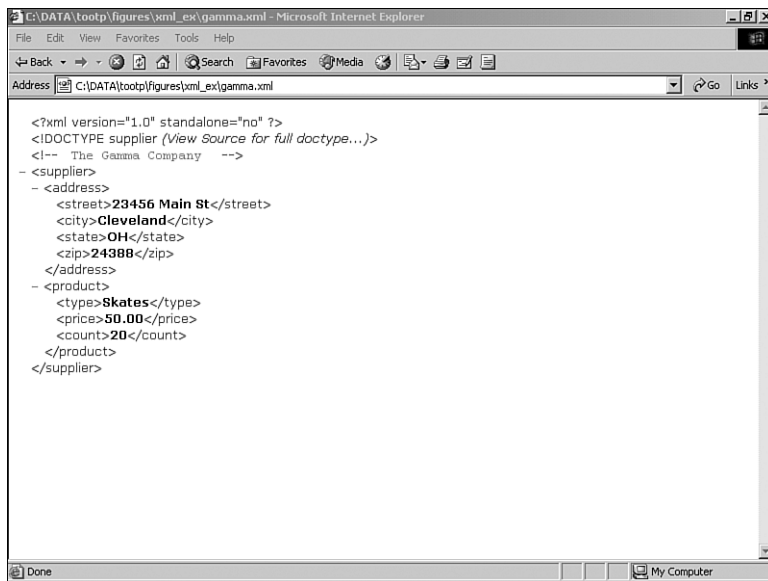 C:\DATA\tootp\figures\xml_ex\gamma.xml - Microsoft Internet Explorer
File Edit View Favorites Tools Help
Back Search Favorites Media
Address C:\DATA\tootp\figures\xml_ex\gamma.xml Go Links »
<?xml version="1.0" standalone="no" ?>
<!DOCTYPE supplier (View Source for full doctype...)>
<!-- The Gamma Company -->
- <supplier>
- <address>
<street>23456 Main St</street>
<city>Cleveland</city>
<state>OH</state>
<zip>24388</zip>
</address>
- <product>
<type>Skates</type>
<price>50.00</price>
<count>20</count>
</product>
</supplier>
Done My Computer